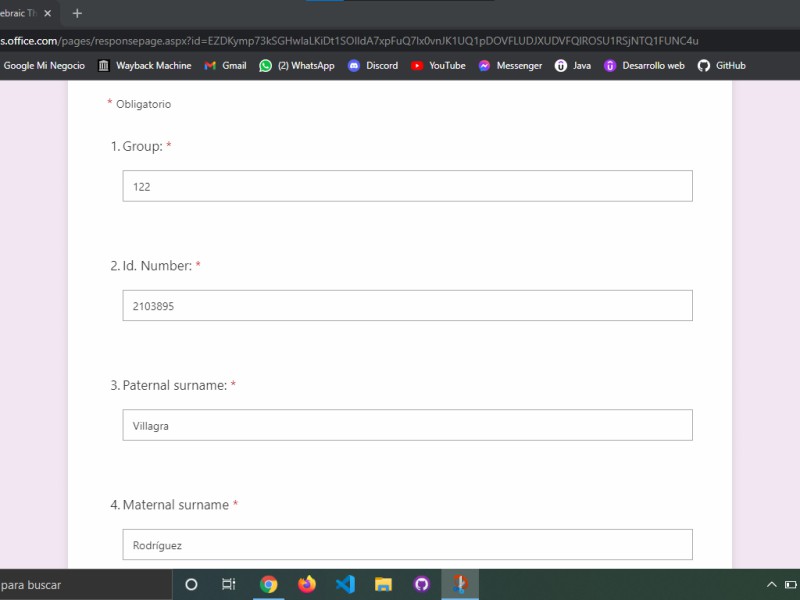 ebraic Th
s.office.com/pages/responsepage.aspx?id=
Google Mi Negocio Wayback Machine Gmail (2) WhatsApp Discord YouTube Messenger Java Desarrollo web GitHub
* Obligatorio
1. Group: *
122
2. Id. Number: *
2103895
3. Paternal surname: *
Villagra
4. Maternal surname *
Rodríguez
para buscar